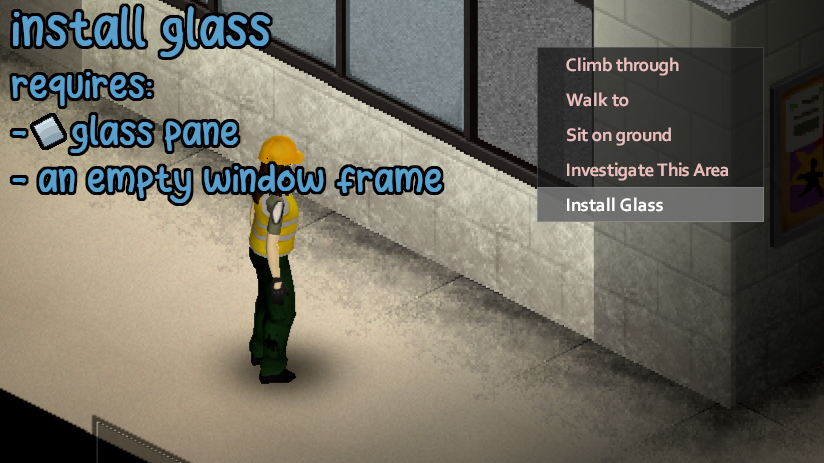 install glass
requires:
- glass pane
- an empty window frame
Climb through
Walk to
Sit on ground
Investigate This Area
Install Glass